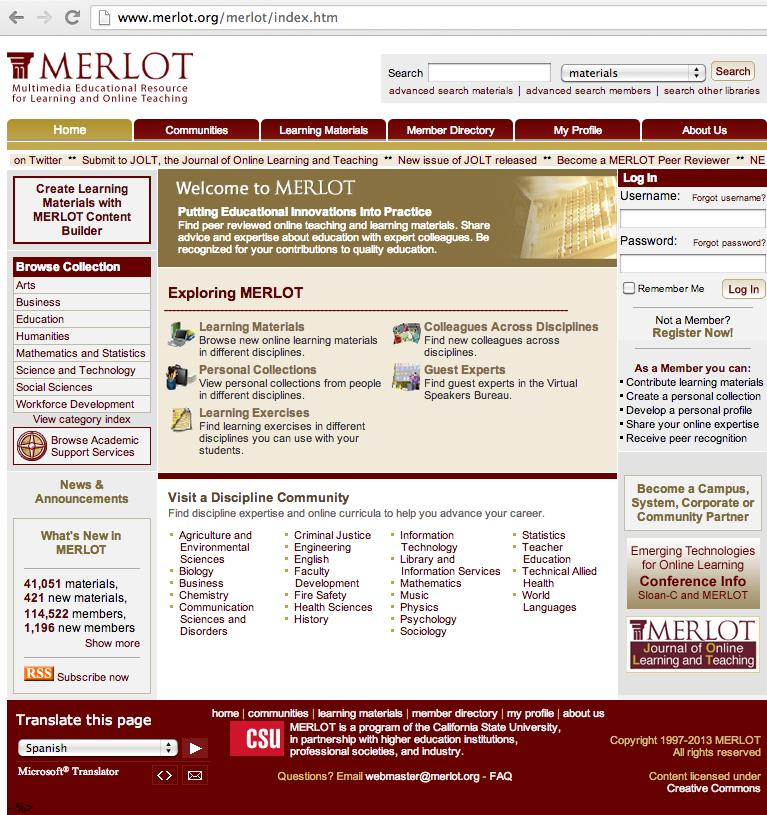 www.merlot.org/merlot/index.htm
MERLOT
Multimedia Educational Resource
for Learning and Online Teaching
Search
materials
Search
advanced search materials | advanced search members | search other libraries
Home
Communities
Learning Materials
Member Directory
My Profile
About Us
on Twitter ** Submit to JOLT, the Journal of Online Learning and Teaching ** New issue of JOLT released ** Become a MERLOT Peer Reviewer ** NE
Create Learning
Materials with
MERLOT Content
Builder
Browse Collection
Arts
Business
Education
Humanities
Mathematics and Statistics
Science and Technology
Social Sciences
Workforce Development
View category index
Browse Academic
Support Services
News &
Announcements
What's New in
MERLOT
41,051 materials,
421 new materials,
114,522 members,
1,196 new members
Show more
RSS Subscribe now
Welcome to MERLOT
Putting Educational Innovations Into Practice
Find peer reviewed online teaching and learning materials. Share
advice and expertise about education with expert colleagues. Be
recognized for your contributions to quality education.
Exploring MERLOT
Learning Materials
Browse new online learning materials
in different disciplines.
Personal Collections
View personal collections from people
in different disciplines.
Learning Exercises
Find learning exercises in different
disciplines you can use with your
students.
Colleagues Across Disciplines
Find new colleagues across
disciplines.
Guest Experts
Find guest experts in the Virtual
Speakers Bureau.
Visit a Discipline Community
Find discipline expertise and online curricula to help you advance your career.
Agriculture and
Environmental
Sciences
Biology
Business
Chemistry
Communication
Sciences and
Disorders
Criminal Justice
Engineering
English
Faculty
Development
Fire Safety
Health Sciences
History
Information
Technology
Library and
Information Services
Mathematics
Music
Physics
Psychology
Sociology
Statistics
Teacher
Education
Technical Allied
Health
World
Languages
Log In
Username: Forgot username?
Password: Forgot password?
Remember Me
Log In
Not a Member?
Register Now!
As a Member you can:
Contribute learning materials
Create a personal collection
Develop a personal profile
Share your online expertise
Receive peer recognition
Become a Campus,
System, Corporate or
Community Partner
Emerging Technologies
for Online Learning
Conference Info
Sloan-C and MERLOT
MERLOT
Journal of Online
Learning and Teaching
Translate this page
Spanish
Microsoft® Translator
home | communities | learning materials | member directory | my profile | about us
CSU
MERLOT is a program of the California State University,
in partnership with higher education institutions,
professional societies, and industry.
Questions? Email webmaster@merlot.org - FAQ
Copyright 1997-2013 MERLOT
All rights reserved
Content licensed under
Creative Commons
--%>